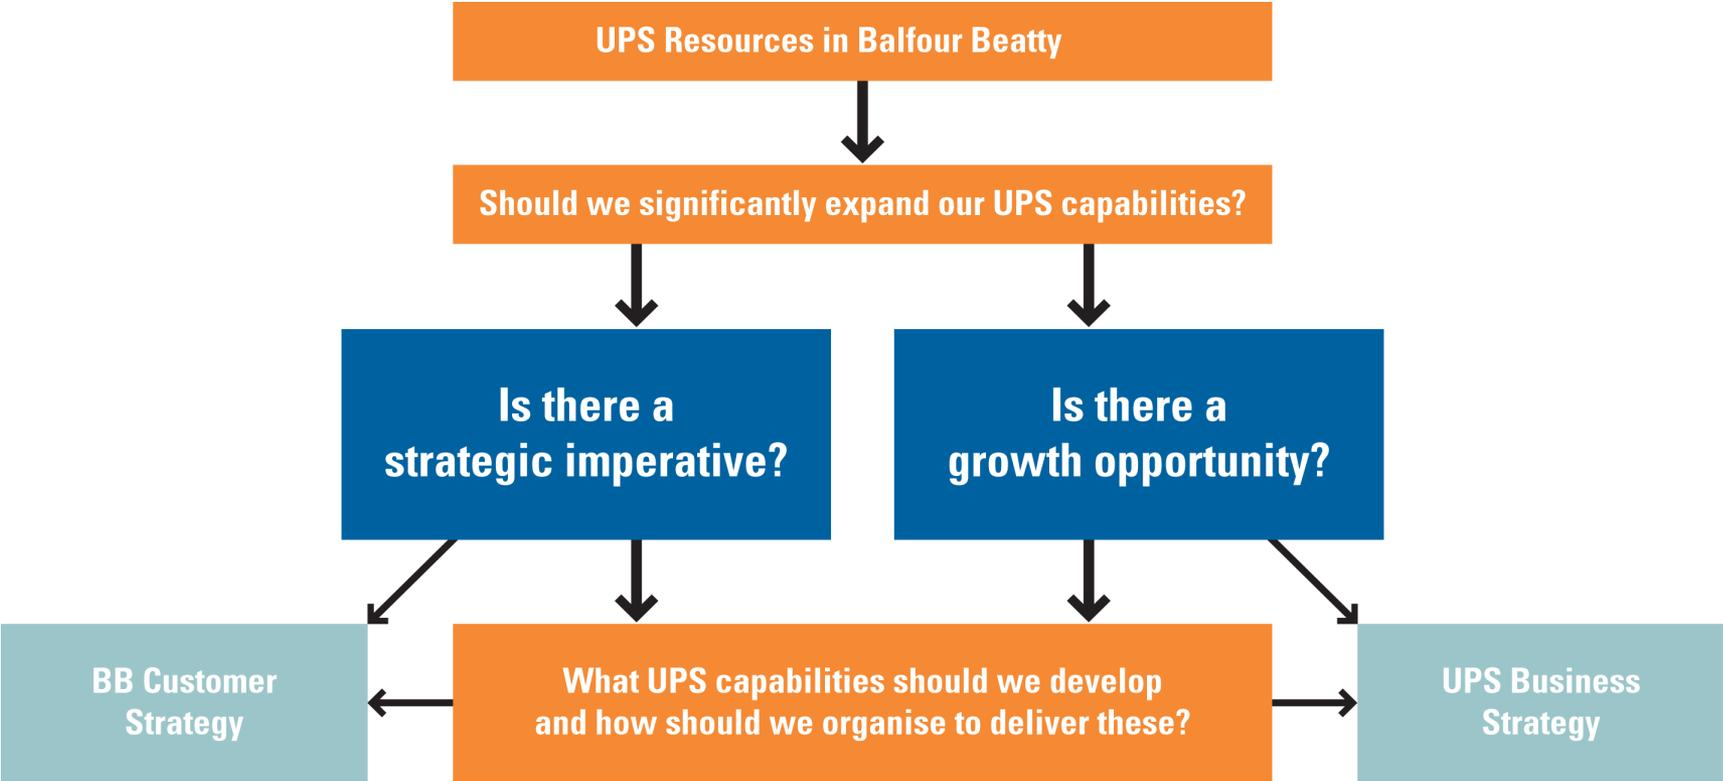 UPS Resources in Balfour Beatty
Should we significantly expand our UPS capabilities?
Is there a
strategic imperative?
Is there a
growth opportunity?
BB Customer
Strategy
What UPS capabilities should we develop
and how should we organise to deliver these?
UPS Business
Strategy